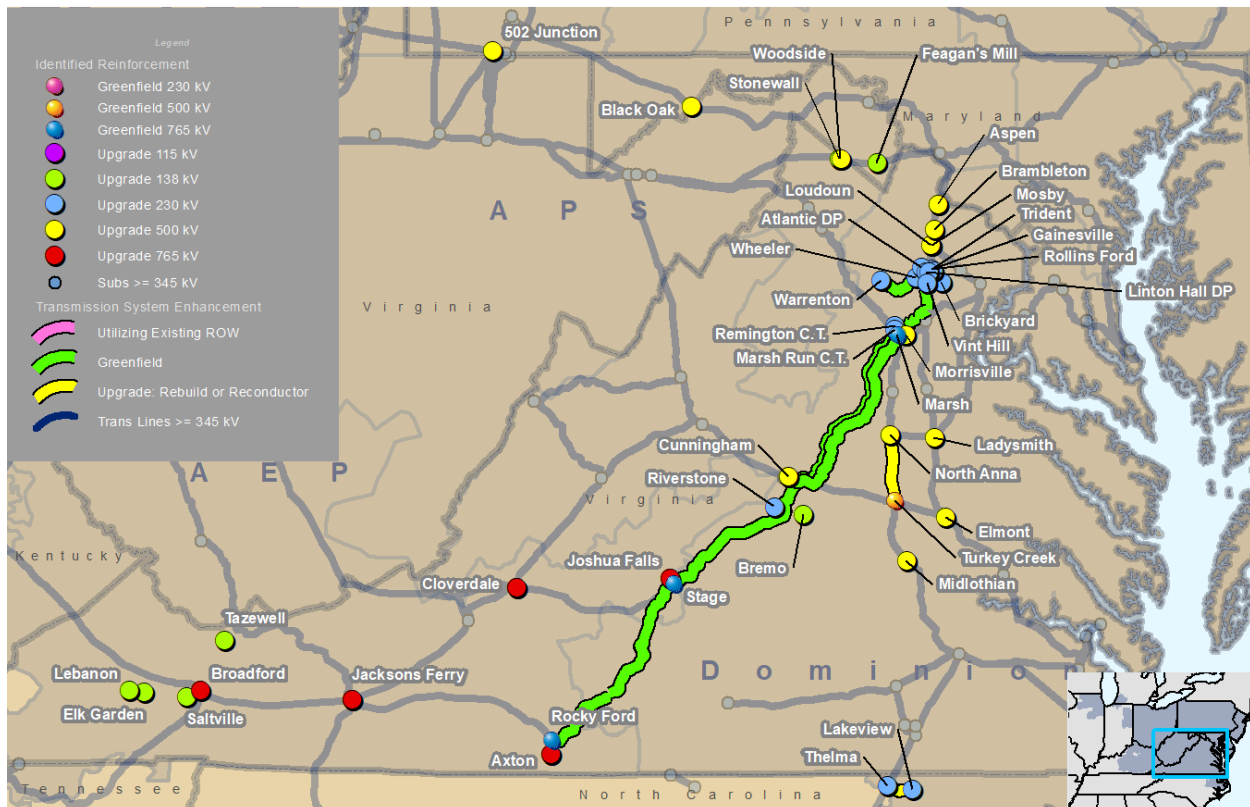 Legend
Identified Reinforcement
Greenfield 230 kV
Greenfield 500 kV
Greenfield 765 kV
Upgrade 115 kV
Upgrade 138 kV
Upgrade 230 kV
Upgrade 500 kV
Upgrade 765 kV
Subs >= 345 kV
Transmission System Enhancement
Utilizing Existing ROW
Greenfield
Upgrade: Rebuild or Reconductor
Trans Lines >= 345 kV
Pennsylvania
502 Junction
Woodside
Feagan's Mill
Stonewall
Black Oak
Maryland
Aspen
Brambleton
Loudoun
Mosby
APS
Atlantic DP
Trident
Gainesville
Wheeler
Rollins Ford
Warrenton
Linton Hall DP
Virginia
Brickyard
Remington C.T.
Vint Hill
Marsh Run C.T.
Morrisville
Marsh
Cunningham
Ladysmith
AEP
North Anna
Riverstone
Virginia
Elmont
Kentucky
Turkey Creek
Joshua Falls
Bremo
Midlothian
Cloverdale
Stage
Tazewell
Dominion
Lebanon
Broadford
Jacksons Ferry
Elk Garden
Saltville
Rocky Ford
Lakeview
Axton
Thelma
Tennessee
North Carolina